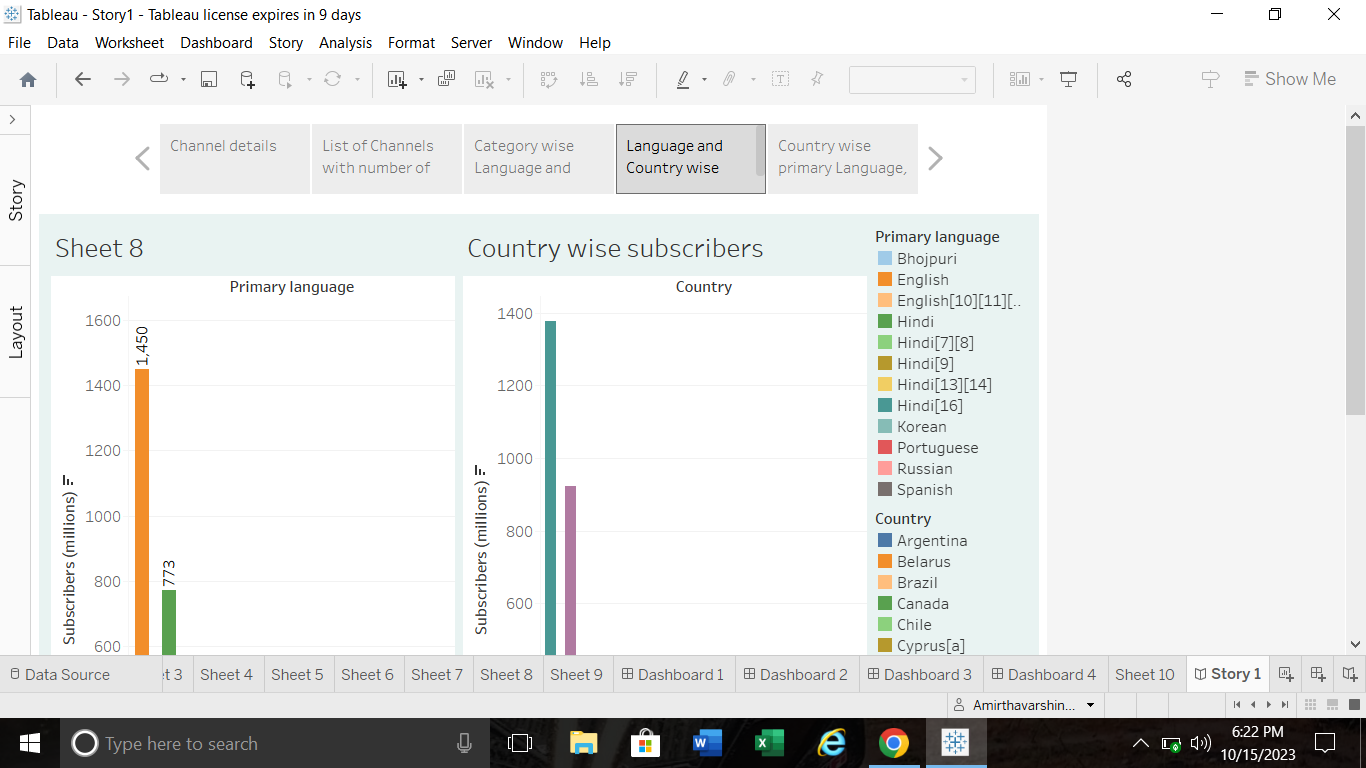 Tableau - Story1 - Tableau license expires in 9 days
File Data Worksheet Dashboard Story Analysis Format Server Window Help
Show Me
Story
Layout
Channel details
List of Channels
with number of
Category wise
Language and
Language and
Country wise
Country wise
primary Language,
Sheet 8
Primary language
Subscribers (millions)
1600
1400
1200
1000
800
600
1,450
773
Country wise subscribers
Country
Subscribers (millions)
1400
1200
1000
800
600
Primary language
Bhojpuri
English
English[10][11][..
Hindi
Hindi[7][8]
Hindi[9]
Hindi[13][14]
Hindi[16]
Korean
Portuguese
Russian
Spanish
Country
Argentina
Belarus
Brazil
Canada
Chile
Cyprus[a]
Data Source
et 3 Sheet 4 Sheet 5 Sheet 6 Sheet 7 Sheet 8 Sheet 9 Dashboard 1 Dashboard 2 Dashboard 3 Dashboard 4 Sheet 10 Story 1
Amirthavarshin...
Type here to search
6:22 PM
10/15/2023